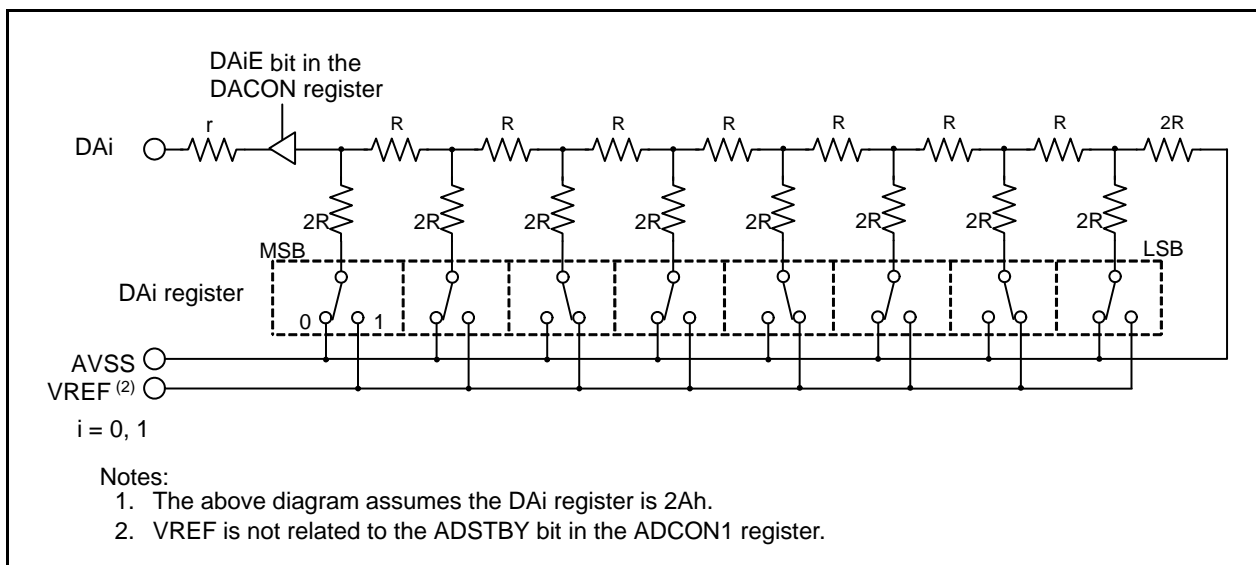 DAiE bit in the
DACON register
r
R
R
R
R
R
R
R
2R
DAi
2R
2R
2R
2R
2R
2R
2R
2R
MSB
LSB
DAi register
0
1
AVSS
VREF (2)
i = 0, 1
Notes:
1. The above diagram assumes the DAi register is 2Ah.
2. VREF is not related to the ADSTBY bit in the ADCON1 register.